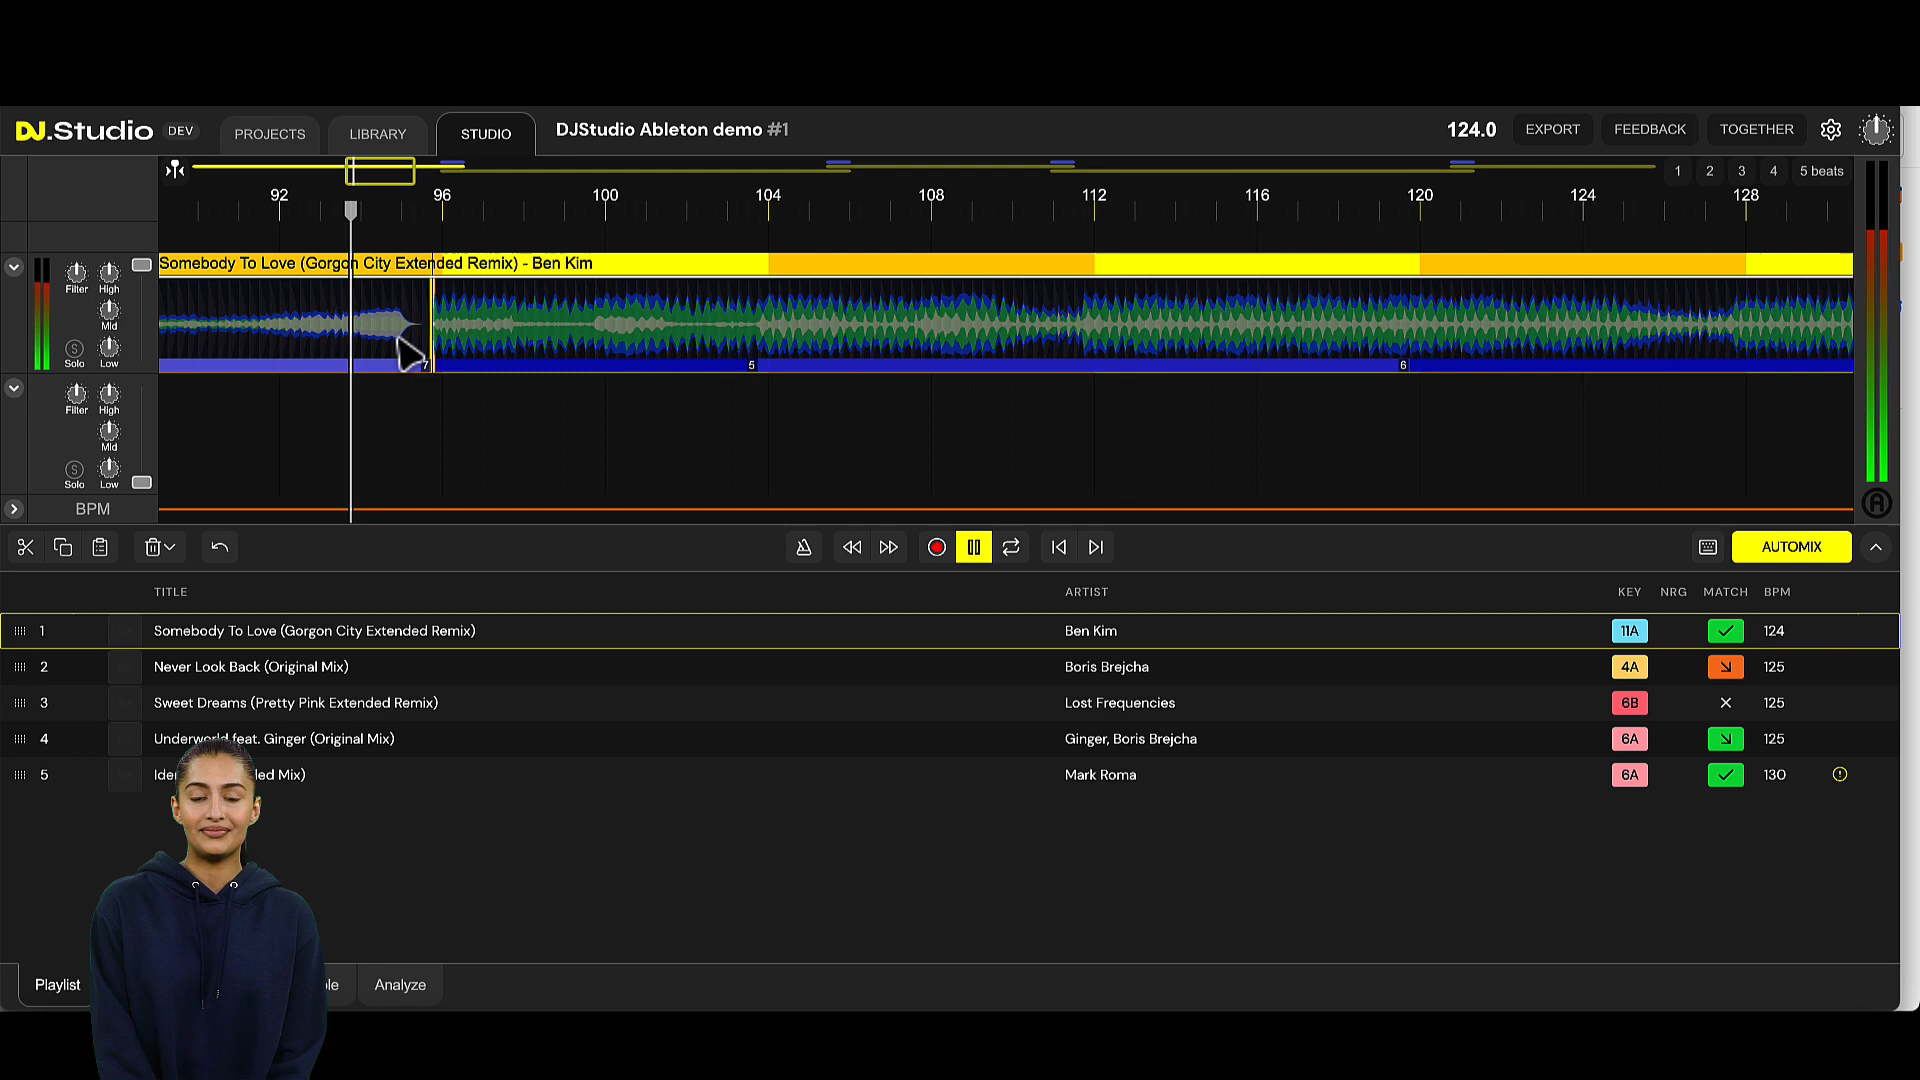 DJ.Studio DEV PROJECTS LIBRARY STUDIO DJStudio Ableton demo #1 124.0 EXPORT FEEDBACK TOGETHER
1 2 3 4 5 beats
92 96 100 104 108 112 116 120 124 128
Somebody To Love (Gorgon City Extended Remix) - Ben Kim
Filter High
Mid
Solo Low
S
7 5 6
Filter High
Mid
S
Solo Low
BPM
AUTOMIX
TITLE ARTIST KEY NRG MATCH BPM
1 Somebody To Love (Gorgon City Extended Remix) Ben Kim 11A 124
2 Never Look Back (Original Mix) Boris Brejcha 4A 125
3 Sweet Dreams (Pretty Pink Extended Remix) Lost Frequencies 6B 125
4 Underworld feat. Ginger (Original Mix) Ginger, Boris Brejcha 6A 125
5 Mix) Mark Roma 6A 130
Playlist Analyze